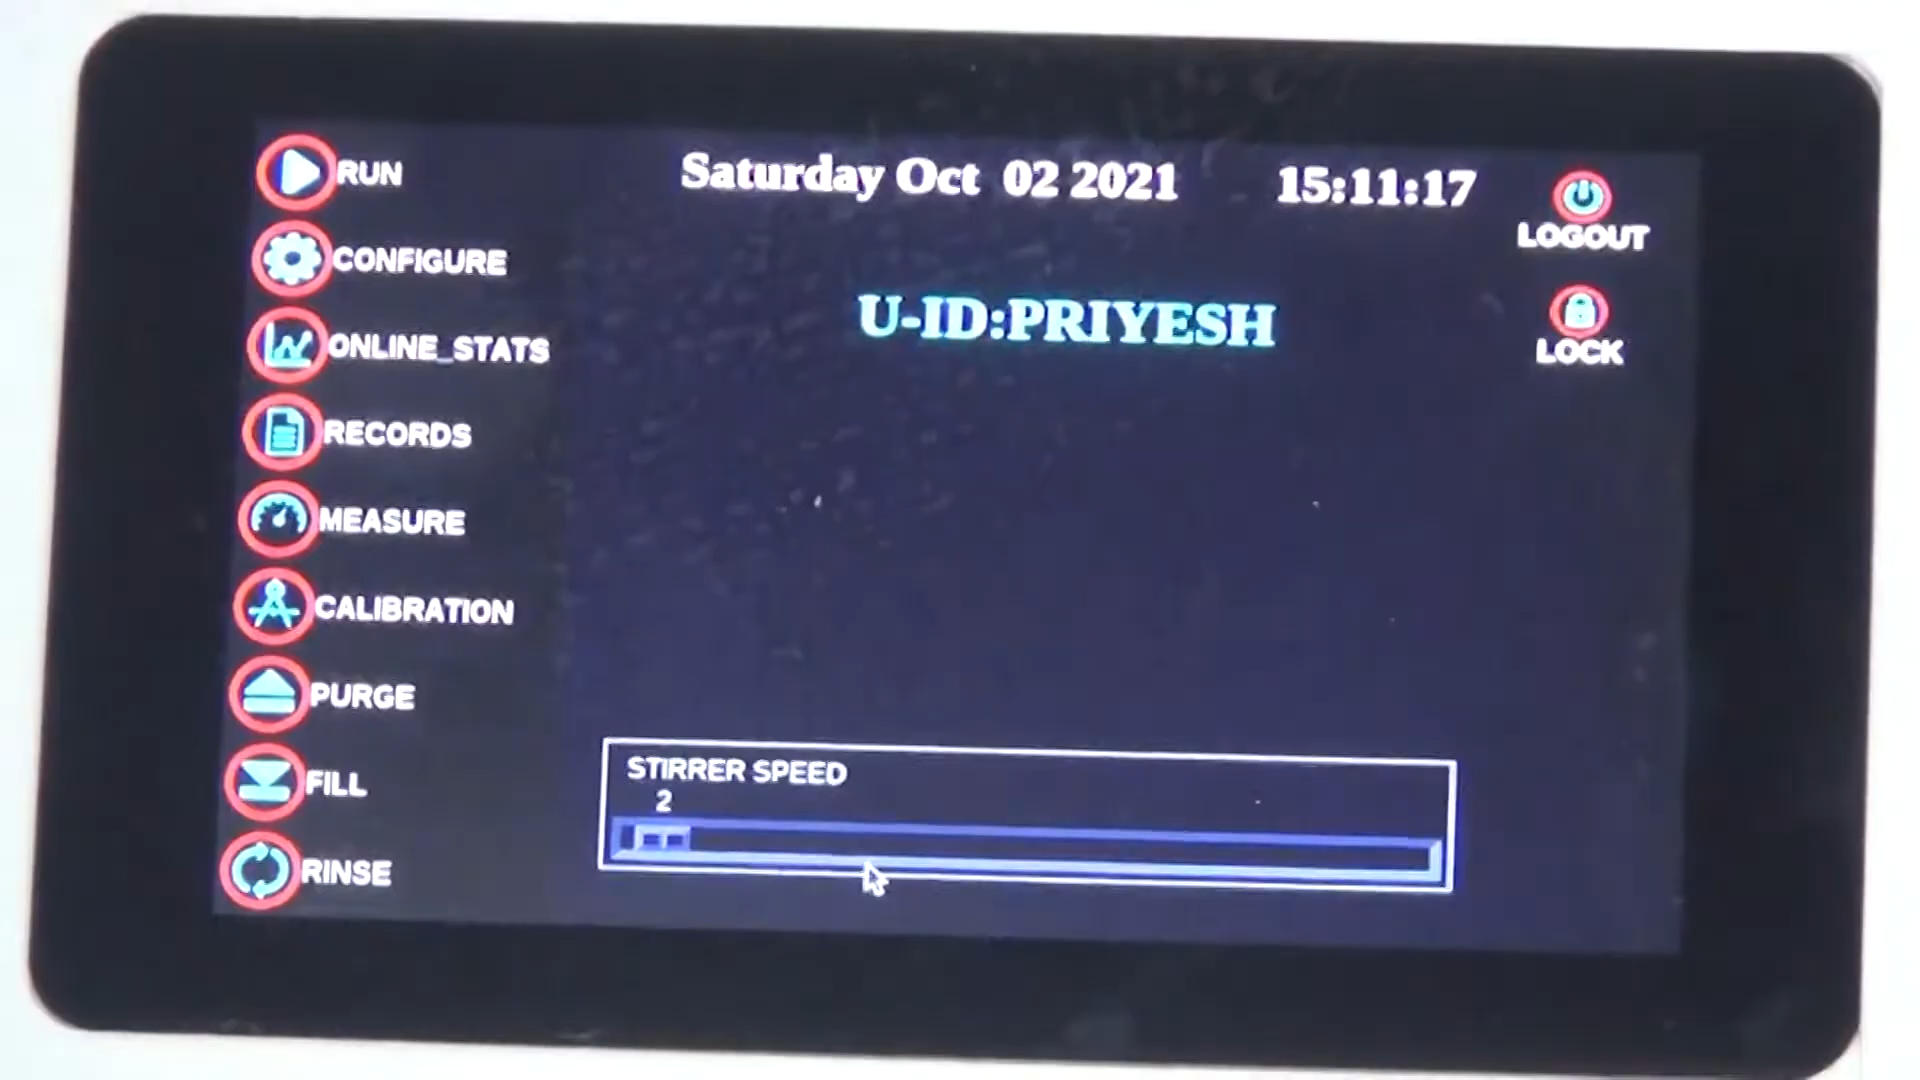 RUN
CONFIGURE
ONLINE_STATS
RECORDS
MEASURE
CALIBRATION
PURGE
FILL
RINSE
Saturday Oct 02 2021 15:11:17
U-ID:PRIYESH
LOGOUT
LOCK
STIRRER SPEED
2